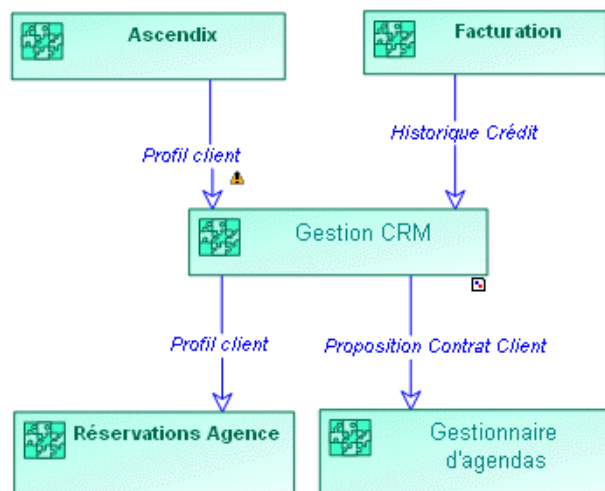 Ascendix
Facturation
Profil client
Historique Crédit
Gestion CRM
Profil client
Proposition Contrat Client
Réservations Agence
Gestionnaire
d'agendas